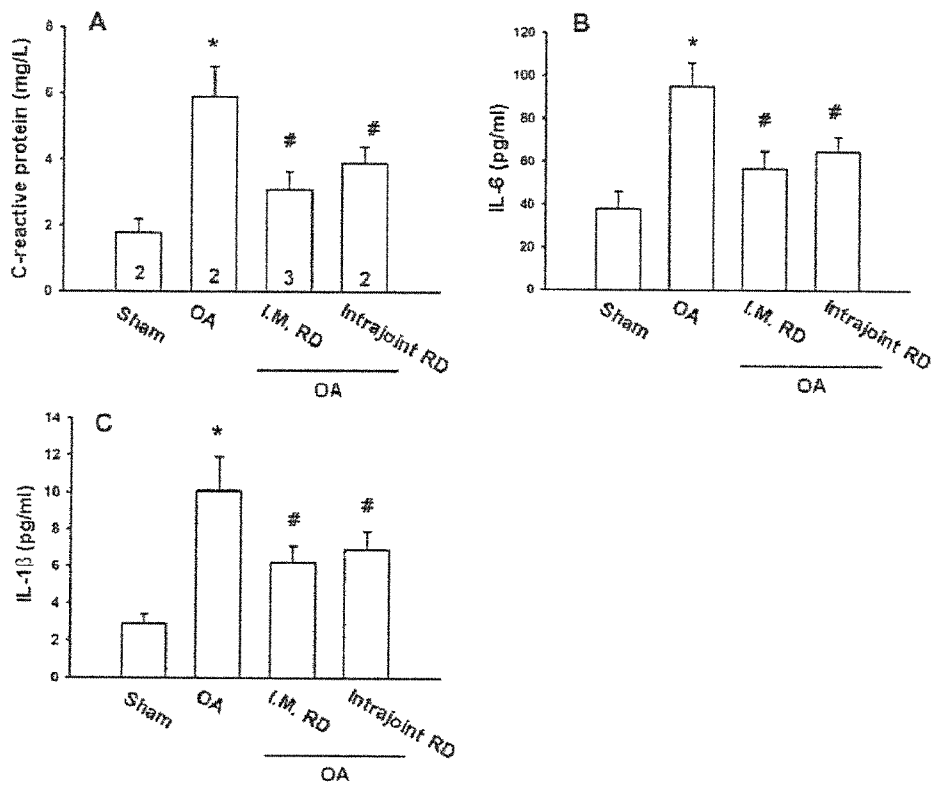 A
C-reactive protein (mg/L)
8
6
4
2
0
*
#
#
2
2
3
2
Sham
OA
I.M. RD
Intrajoint RD
OA
B
IL-6 (pg/ml)
120
100
80
60
40
20
0
*
#
#
Sham
OA
I.M. RD
Intrajoint RD
OA
C
IL-1β (pg/ml)
14
12
10
8
6
4
2
0
*
#
#
Sham
OA
I.M. RD
Intrajoint RD
OA